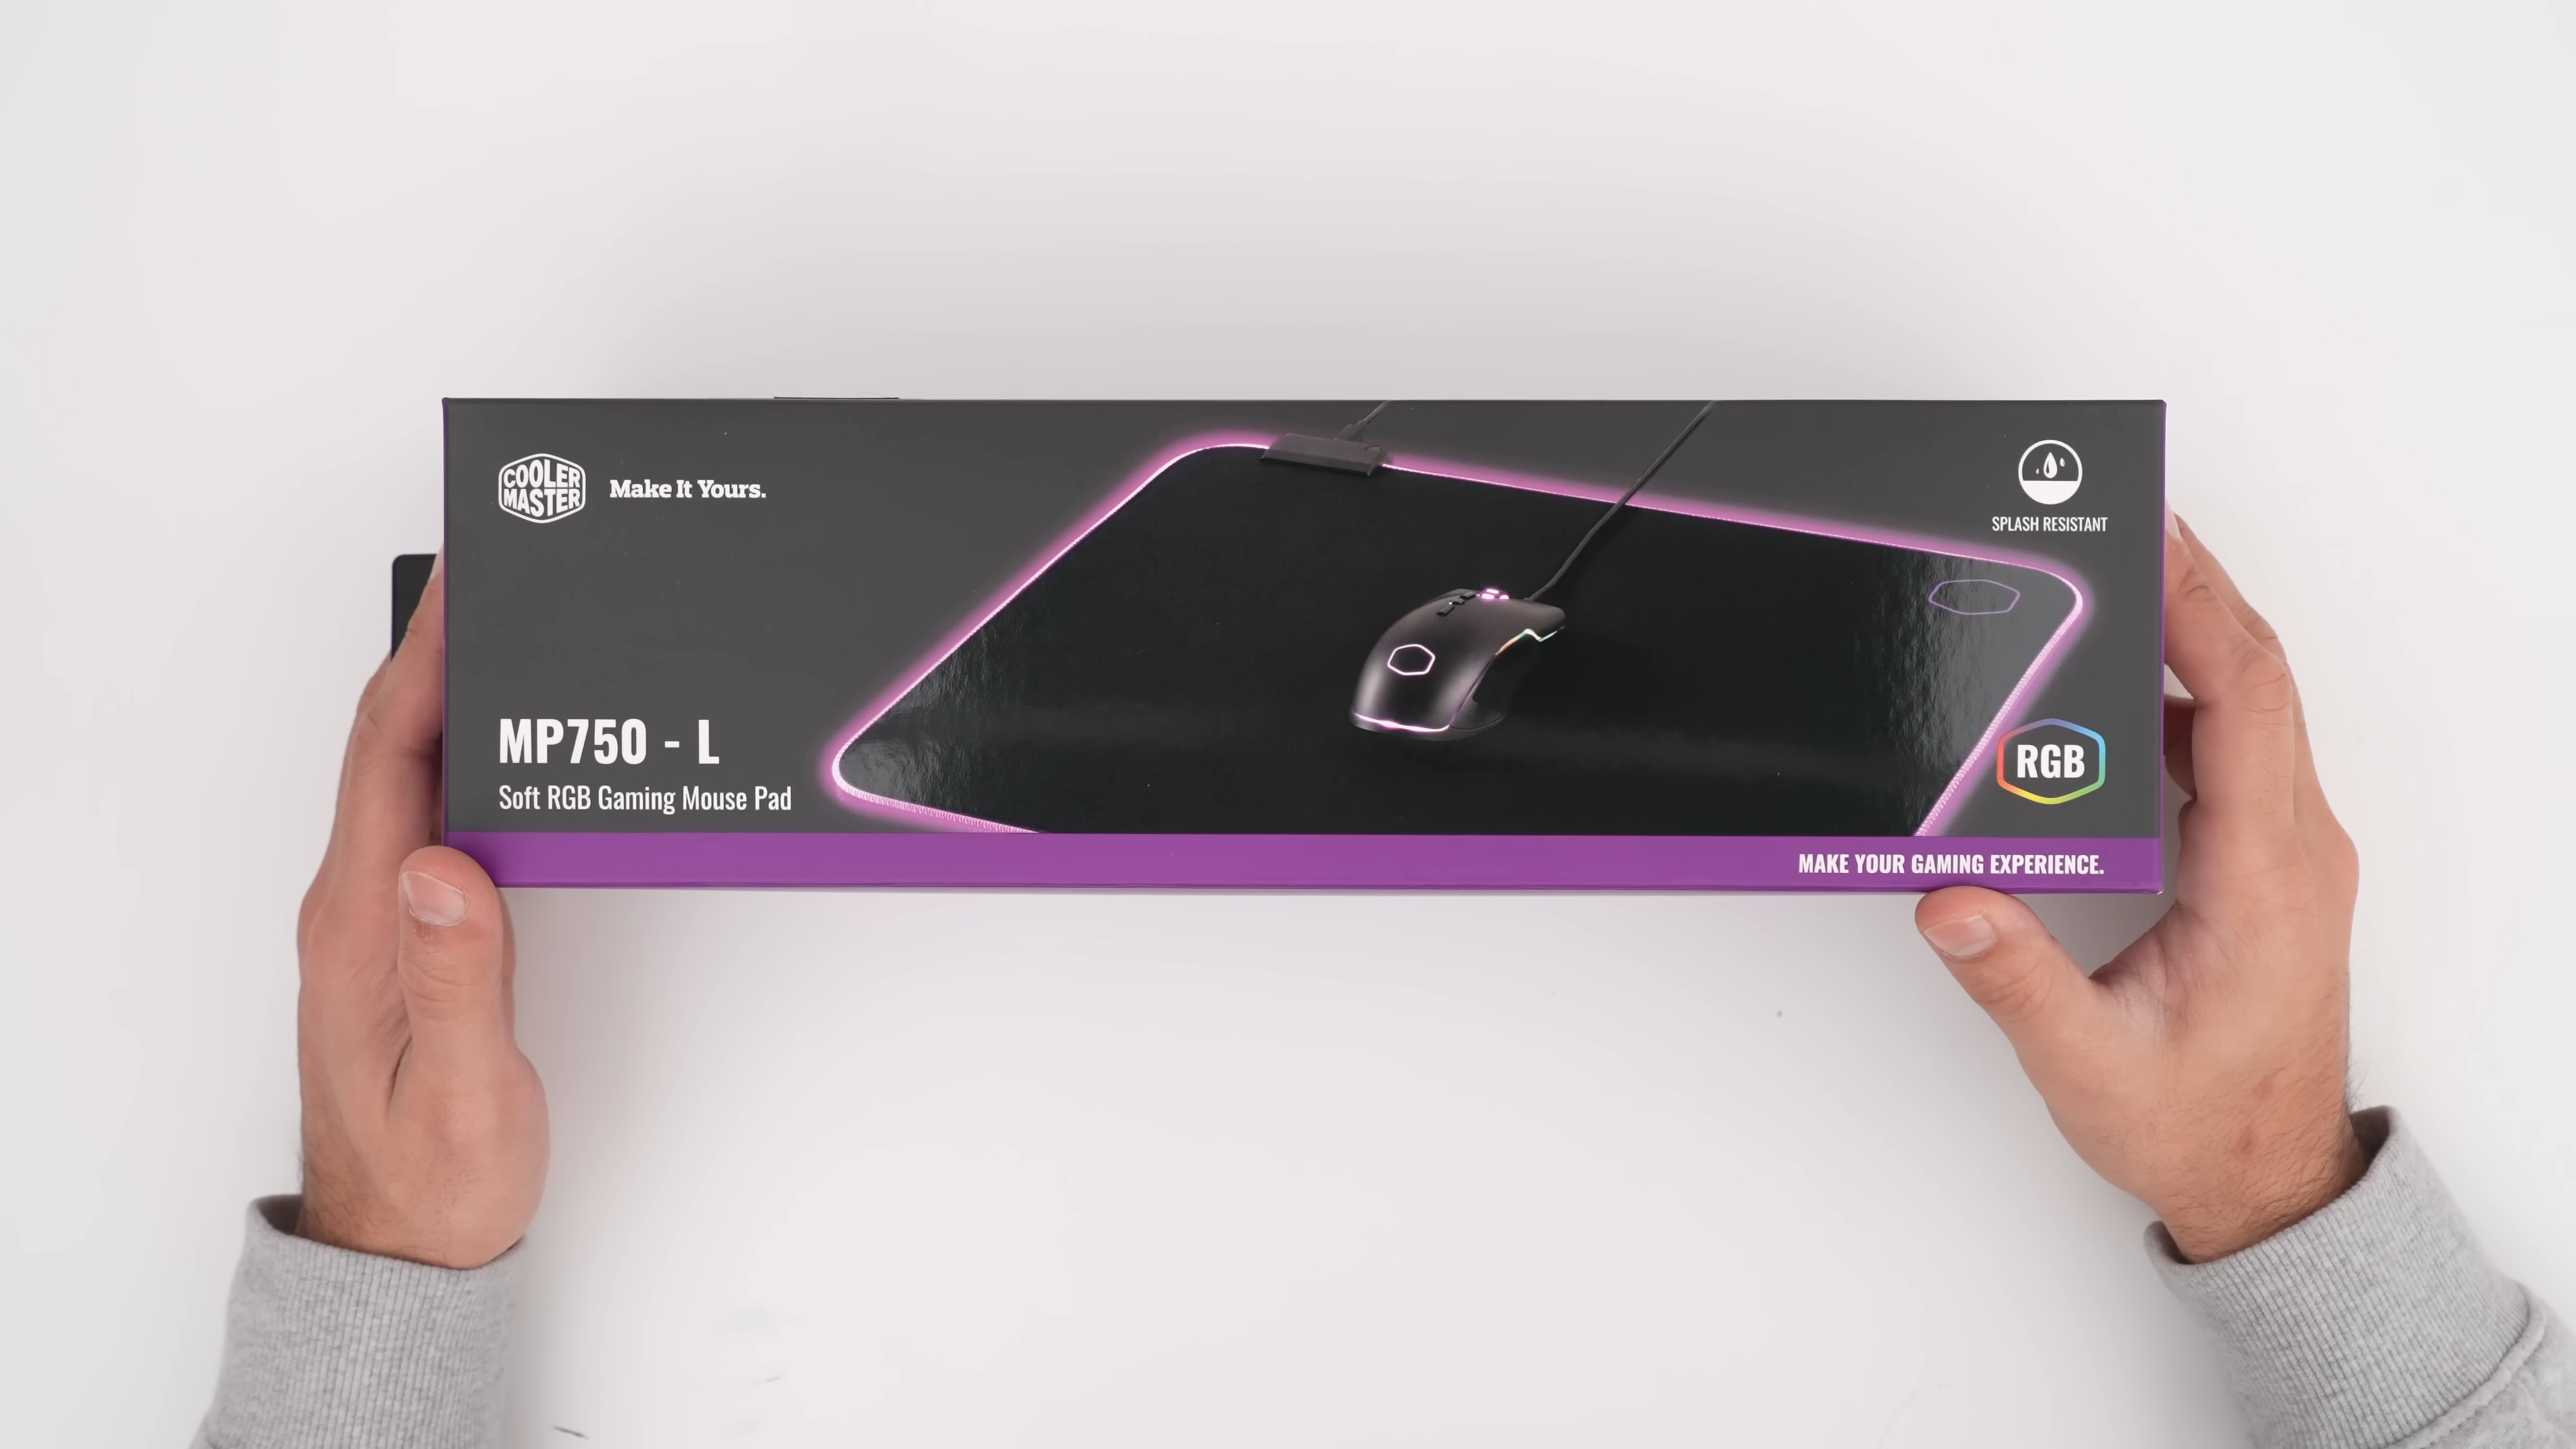 COOLER
MASTER
Make It Yours.
SPLASH RESISTANT
MP750 - L
Soft RGB Gaming Mouse Pad
RGB
MAKE YOUR GAMING EXPERIENCE.